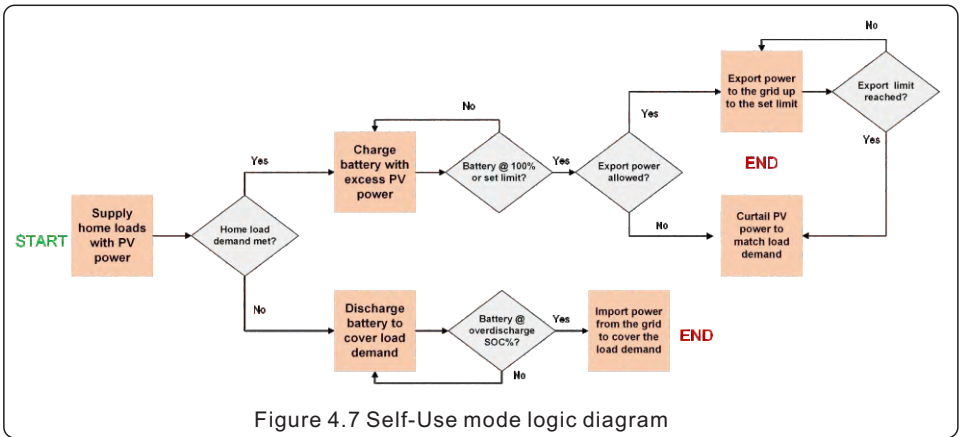 START
Supply
home loads
with PV
power
Home load
demand met?
Yes
No
Charge
battery with
excess PV
power
No
Battery @ 100%
or set limit?
Yes
Export power
allowed?
Yes
No
Export power
to the grid up
to the set limit
No
Export limit
reached?
Yes
END
Curtail PV
power to
match load
demand
Discharge
battery to
cover load
demand
Battery @
overdischarge
SOC%?
Yes
No
Import power
from the grid
to cover the
load demand
END
Figure 4.7 Self-Use mode logic diagram